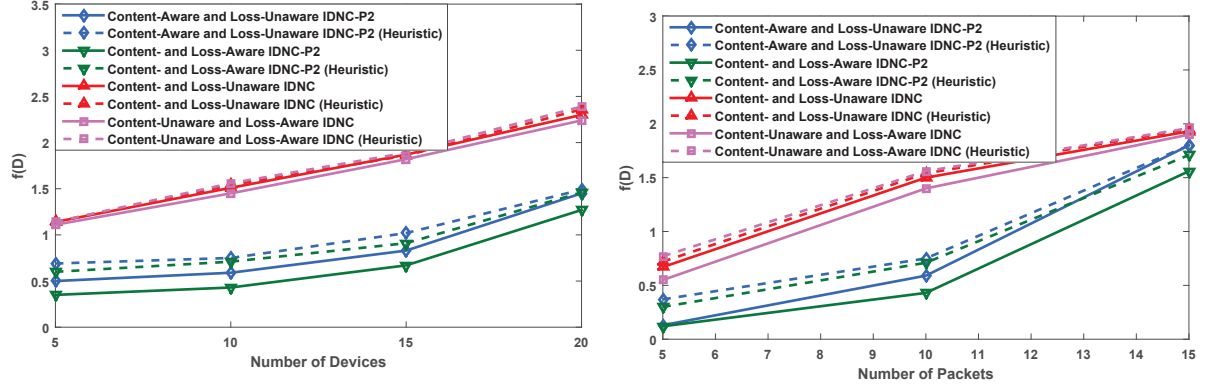 3.5
3
2.5
2
1.5
1
0.5
0
f(D)
Content-Aware and Loss-Unaware IDNC-P2
Content-Aware and Loss-Unaware IDNC-P2 (Heuristic)
Content- and Loss-Aware IDNC-P2
Content- and Loss-Aware IDNC-P2 (Heuristic)
Content- and Loss-Unaware IDNC
Content- and Loss-Unaware IDNC (Heuristic)
Content-Unaware and Loss-Aware IDNC
Content-Unaware and Loss-Aware IDNC (Heuristic)
5 10 15 20
Number of Devices
3
2.5
2
1.5
1
0.5
0
f(D)
Content-Aware and Loss-Unaware IDNC-P2
Content-Aware and Loss-Unaware IDNC-P2 (Heuristic)
Content- and Loss-Aware IDNC-P2
Content- and Loss-Aware IDNC-P2 (Heuristic)
Content- and Loss-Unaware IDNC
Content- and Loss-Unaware IDNC (Heuristic)
Content-Unaware and Loss-Aware IDNC
Content-Unaware and Loss-Aware IDNC (Heuristic)
5 6 7 8 9 10 11 12 13 14 15
Number of Packets